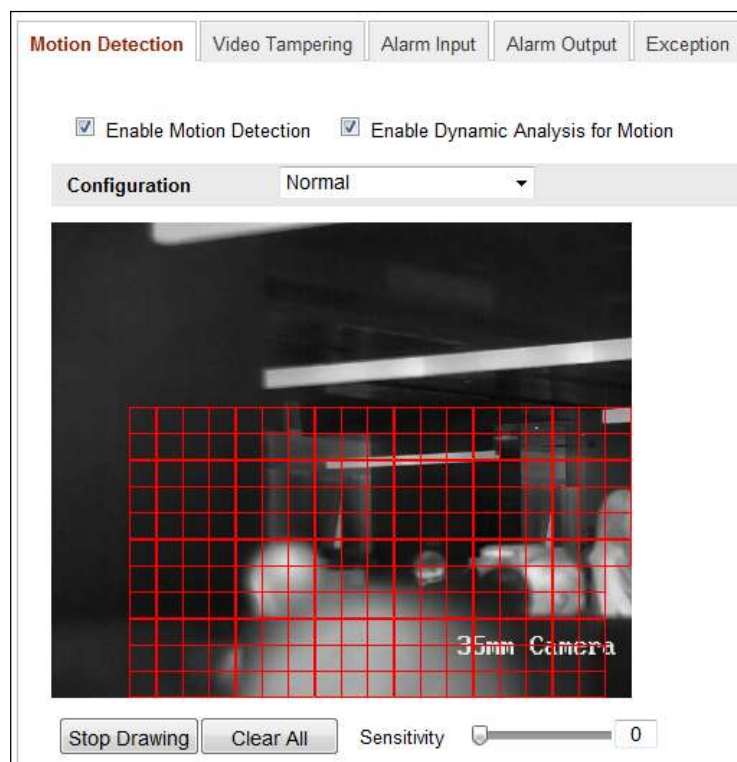 Motion Detection Video Tampering Alarm Input Alarm Output Exception
Enable Motion Detection Enable Dynamic Analysis for Motion
Configuration Normal
35mm Camera
Stop Drawing Clear All Sensitivity 0